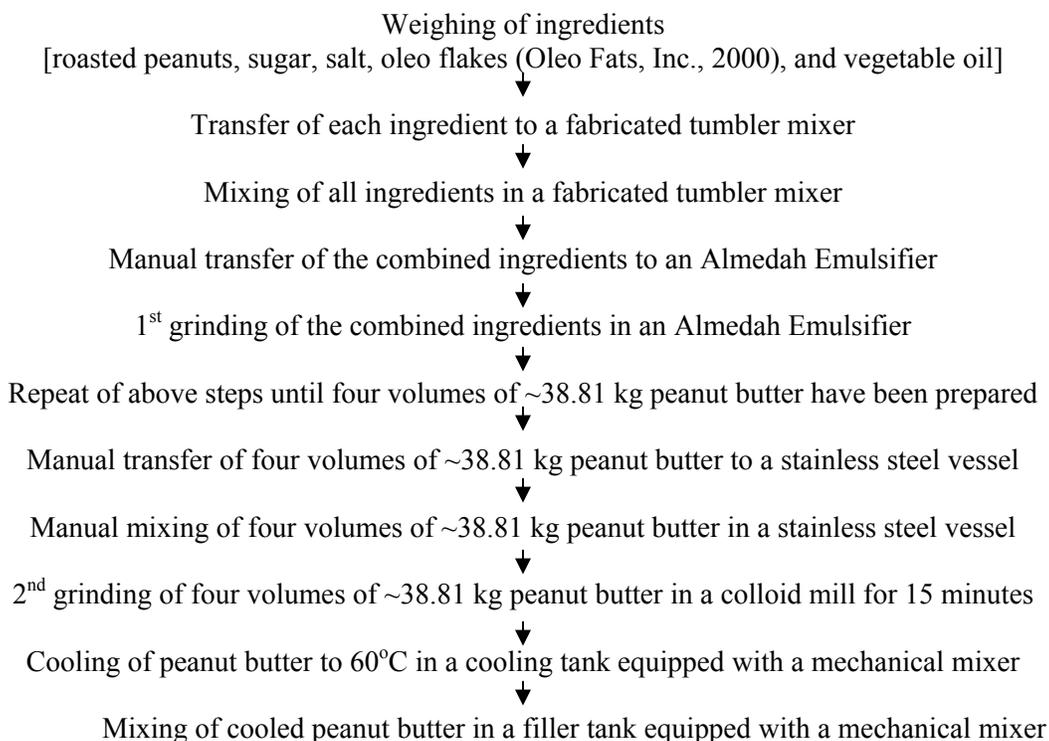 Weighing of ingredients
[roasted peanuts, sugar, salt, oleo flakes (Oleo Fats, Inc., 2000), and vegetable oil]
Transfer of each ingredient to a fabricated tumbler mixer
Mixing of all ingredients in a fabricated tumbler mixer
Manual transfer of the combined ingredients to an Almedah Emulsifier
1st grinding of the combined ingredients in an Almedah Emulsifier
Repeat of above steps until four volumes of ~38.81 kg peanut butter have been prepared
Manual transfer of four volumes of ~38.81 kg peanut butter to a stainless steel vessel
Manual mixing of four volumes of ~38.81 kg peanut butter in a stainless steel vessel
2nd grinding of four volumes of ~38.81 kg peanut butter in a colloid mill for 15 minutes
Cooling of peanut butter to 60°C in a cooling tank equipped with a mechanical mixer
Mixing of cooled peanut butter in a filler tank equipped with a mechanical mixer